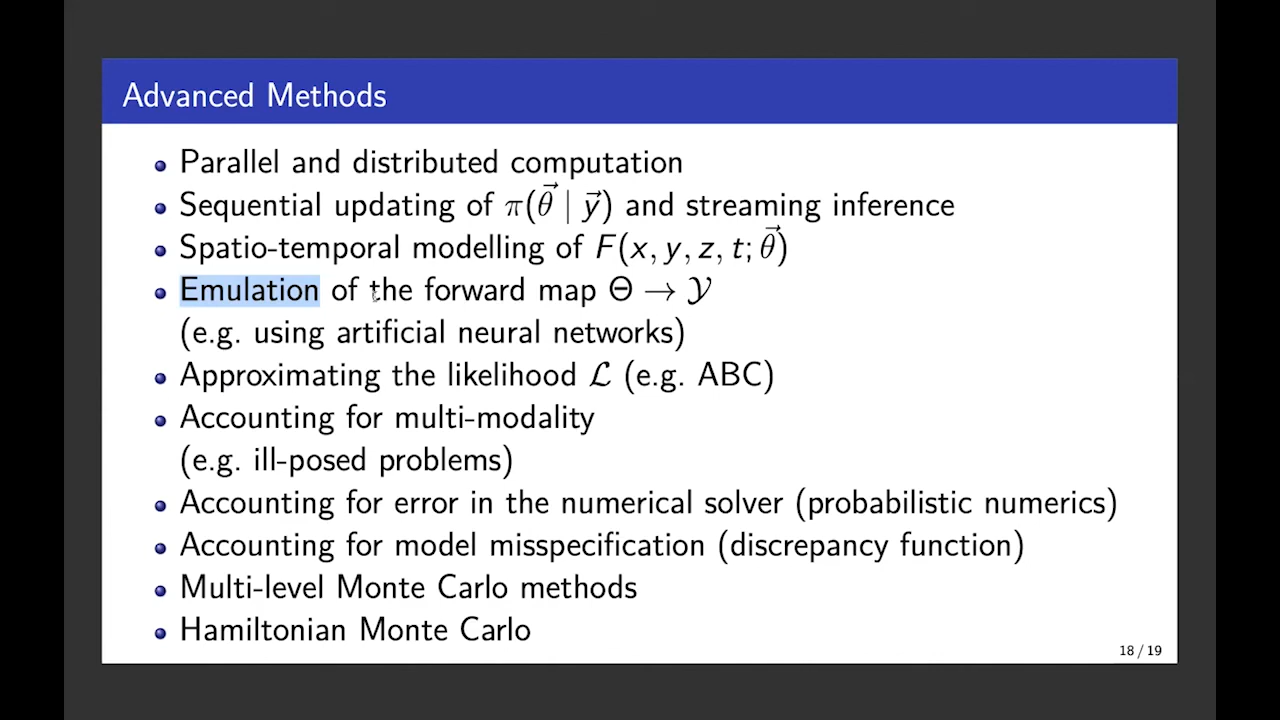 Advanced Methods
Parallel and distributed computation
Sequential updating of π(θ⃗ | y⃗) and streaming inference
Spatio-temporal modelling of F(x, y, z, t; θ⃗)
Emulation of the forward map Θ → 𝒴
(e.g. using artificial neural networks)
Approximating the likelihood ℒ (e.g. ABC)
Accounting for multi-modality
(e.g. ill-posed problems)
Accounting for error in the numerical solver (probabilistic numerics)
Accounting for model misspecification (discrepancy function)
Multi-level Monte Carlo methods
Hamiltonian Monte Carlo
18 / 19